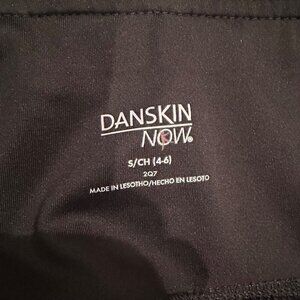 DANSKIN
NOW®
S/CH (4-6)
2Q7
MADE IN LESOTHO/HECHO EN LESOTO